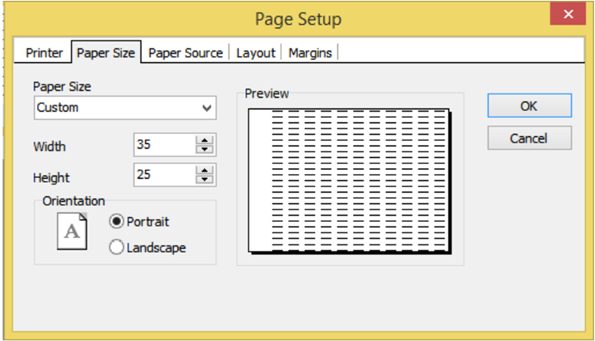 Page Setup
Printer Paper Size Paper Source Layout Margins
Paper Size
Custom
Width 35
Height 25
Orientation
A
Portrait
Landscape
Preview
OK
Cancel